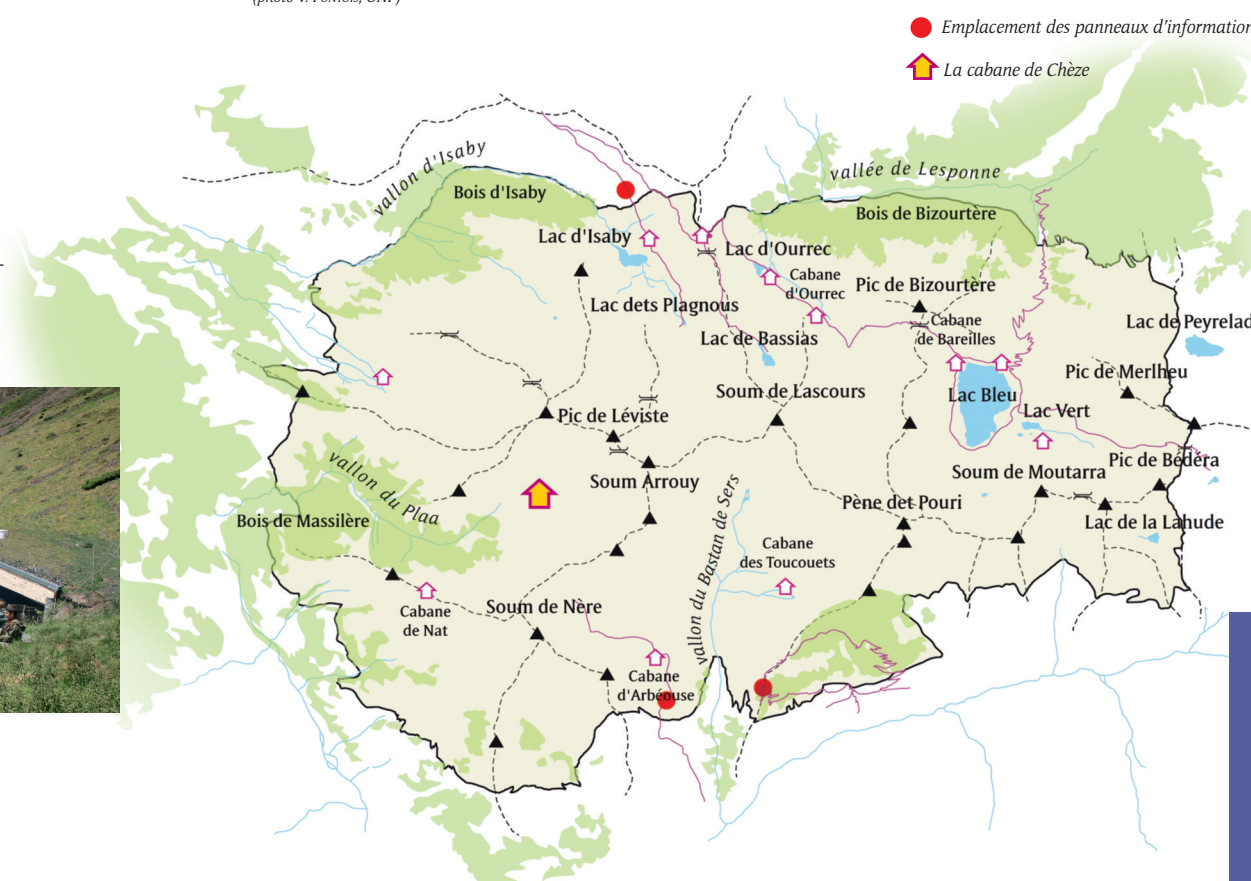 Emplacement des panneaux d'information
La cabane de Chèze
vallon d'Isaby
Bois d'Isaby
vallée de Lesponne
Bois de Bizourtère
Lac d'Isaby
Lac d'Ourrec
Cabane
d'Ourrec
Pic de Bizourtère
Lac dets Plagnous
Lac de Bassias
Cabane
de Bareilles
Lac de Peyrelad
Pic de Merlheu
Soum de Lascours
Lac Bleu
Lac Vert
Pic de Léviste
vallon du Plaa
Soum Arrouy
Soum de Moutarra
Pic de Bédéra
Bois de Massilère
Pène det Pouri
Lac de la Lahude
vallon du Bastan de Sers
Cabane
des Toucouets
Cabane
de Nat
Soum de Nère
Cabane
d'Arbéouse